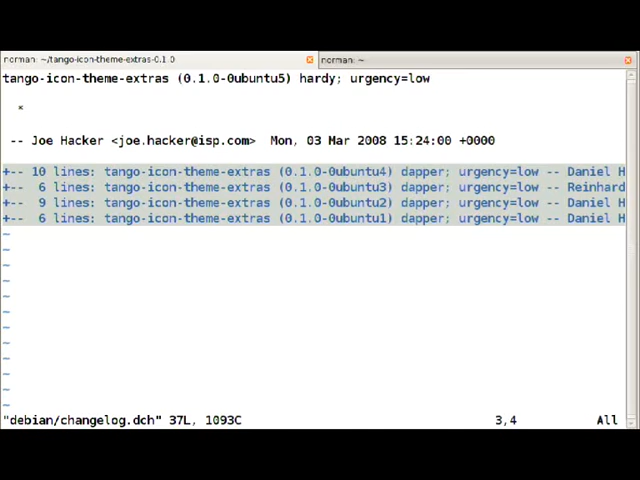 norman: ~/tango-icon-theme-extras-0.1.0
norman: ~
tango-icon-theme-extras (0.1.0-0ubuntu5) hardy; urgency=low
*
-- Joe Hacker <joe.hacker@isp.com>  Mon, 03 Mar 2008 15:24:00 +0000
+-- 10 lines: tango-icon-theme-extras (0.1.0-0ubuntu4) dapper; urgency=low -- Daniel H
+--  6 lines: tango-icon-theme-extras (0.1.0-0ubuntu3) dapper; urgency=low -- Reinhard
+--  9 lines: tango-icon-theme-extras (0.1.0-0ubuntu2) dapper; urgency=low -- Daniel H
+--  6 lines: tango-icon-theme-extras (0.1.0-0ubuntu1) dapper; urgency=low -- Daniel H
~
~
~
~
~
~
~
~
~
~
~
~
"debian/changelog.dch" 37L, 1093C 3,4 All